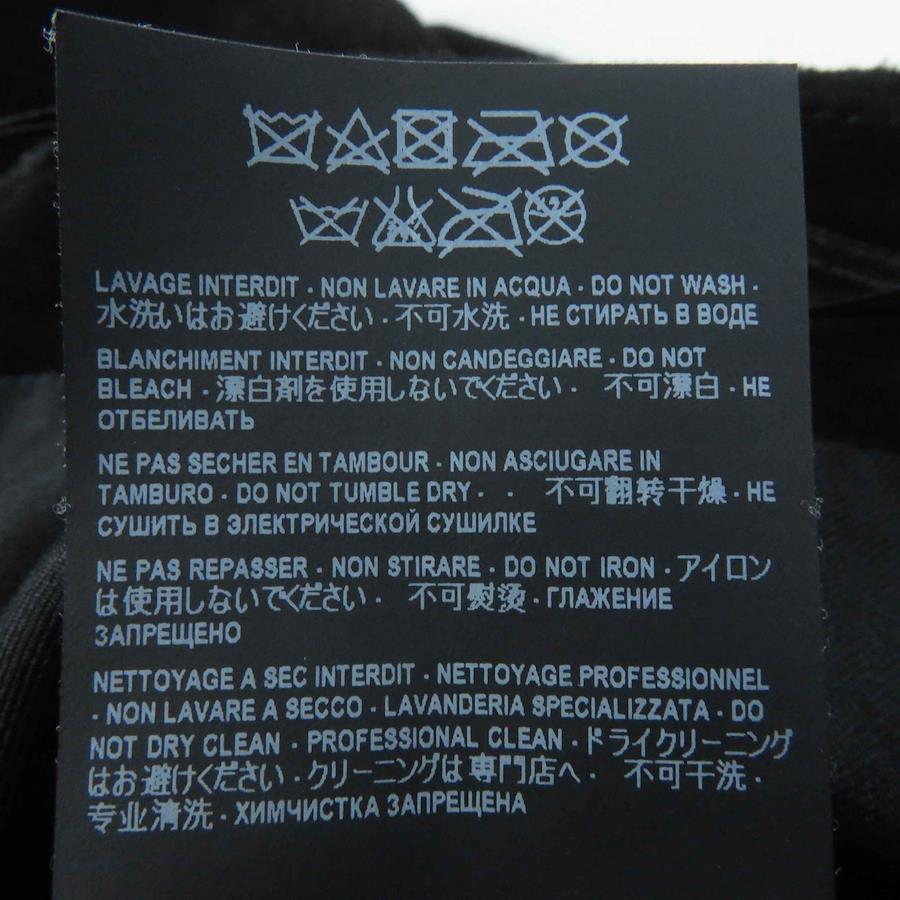 LAVAGE INTERDIT · NON LAVARE IN ACQUA · DO NOT WASH ·
水洗いはお避けください · 不可水洗 · НЕ СТИРАТЬ В ВОДЕ
BLANCHIMENT INTERDIT · NON CANDEGGIARE · DO NOT
BLEACH · 漂白剤を使用しないでください · 不可漂白 · НЕ
ОТБЕЛИВАТЬ
NE PAS SECHER EN TAMBOUR · NON ASCIUGARE IN
TAMBURO · DO NOT TUMBLE DRY · · 不可翻转干燥 · НЕ
СУШИТЬ В ЭЛЕКТРИЧЕСКОЙ СУШИЛКЕ
NE PAS REPASSER · NON STIRARE · DO NOT IRON · アイロン
は使用しないでください · 不可熨烫 · ГЛАЖЕНИЕ
ЗАПРЕЩЕНО
NETTOYAGE A SEC INTERDIT · NETTOYAGE PROFESSIONNEL
· NON LAVARE A SECCO · LAVANDERIA SPECIALIZZATA · DO
NOT DRY CLEAN · PROFESSIONAL CLEAN · ドライクリーニング
はお避けください · クリーニングは専門店へ · 不可干洗 ·
专业清洗 · ХИМЧИСТКА ЗАПРЕЩЕНА